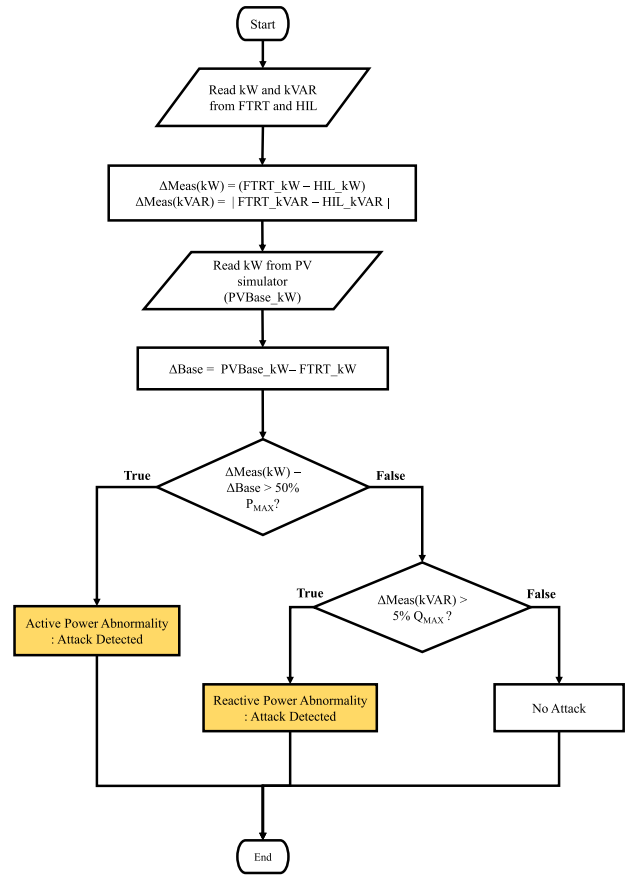 Start
Read kW and kVAR
from FTRT and HIL
ΔMeas(kW) = (FTRT_kW – HIL_kW)
ΔMeas(kVAR) = | FTRT_kVAR – HIL_kVAR |
Read kW from PV
simulator
(PVBase_kW)
ΔBase = PVBase_kW– FTRT_kW
True
ΔMeas(kW) –
ΔBase > 50%
P_MAX?
False
True
ΔMeas(kVAR) >
5% Q_MAX ?
False
Active Power Abnormality
: Attack Detected
Reactive Power Abnormality
: Attack Detected
No Attack
End